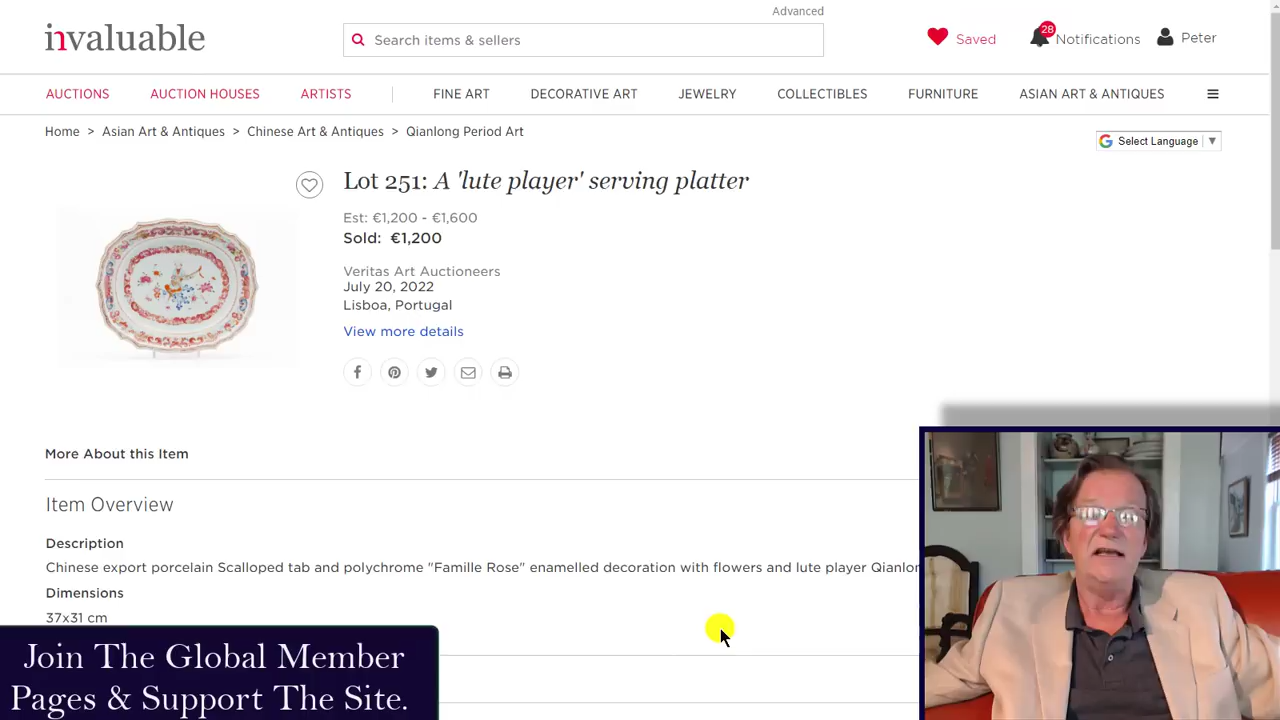 Advanced
invaluable
Search items & sellers
Saved
28
Notifications
Peter
AUCTIONS
AUCTION HOUSES
ARTISTS
FINE ART
DECORATIVE ART
JEWELRY
COLLECTIBLES
FURNITURE
ASIAN ART & ANTIQUES
Home > Asian Art & Antiques > Chinese Art & Antiques > Qianlong Period Art
Select Language
Lot 251: A 'lute player' serving platter
Est: €1,200 - €1,600
Sold: €1,200
Veritas Art Auctioneers
July 20, 2022
Lisboa, Portugal
View more details
More About this Item
Item Overview
Description
Chinese export porcelain Scalloped tab and polychrome "Famille Rose" enamelled decoration with flowers and lute player Qianlon
Dimensions
37x31 cm
Join The Global Member
Pages & Support The Site.